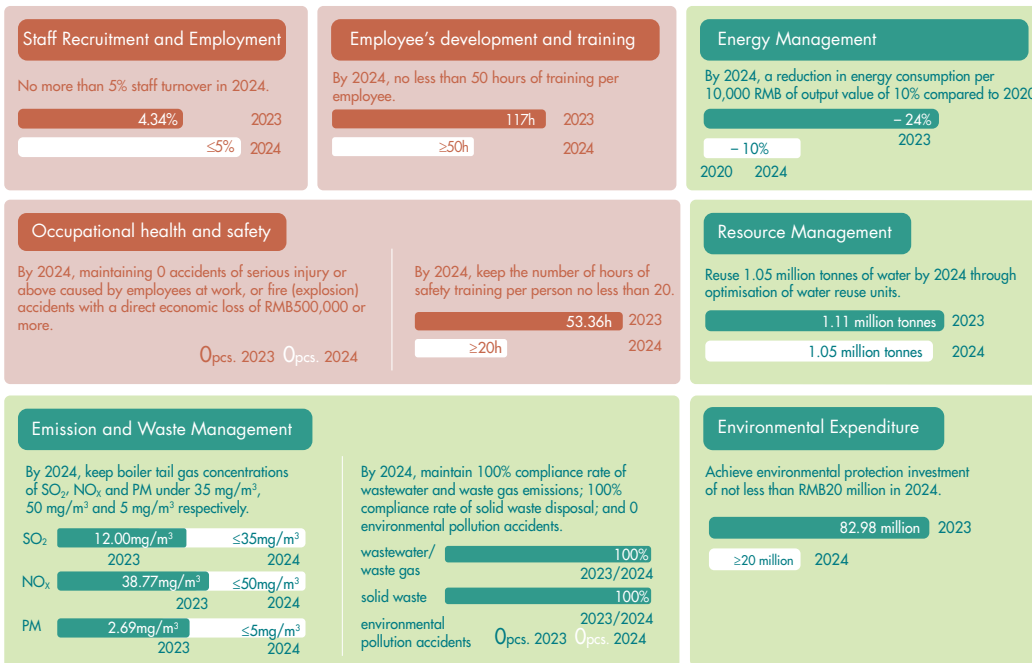 Staff Recruitment and Employment
No more than 5% staff turnover in 2024.
4.34% 2023
≤5% 2024
Employee's development and training
By 2024, no less than 50 hours of training per
employee.
117h 2023
≥50h 2024
Energy Management
By 2024, a reduction in energy consumption per
10,000 RMB of output value of 10% compared to 2020
– 24%
2023
– 10%
2020 2024
Occupational health and safety
By 2024, maintaining 0 accidents of serious injury or
above caused by employees at work, or fire (explosion)
accidents with a direct economic loss of RMB500,000 or
more.
0pcs. 2023 0pcs. 2024
By 2024, keep the number of hours of
safety training per person no less than 20.
53.36h 2023
≥20h 2024
Resource Management
Reuse 1.05 million tonnes of water by 2024 through
optimisation of water reuse units.
1.11 million tonnes 2023
1.05 million tonnes 2024
Emission and Waste Management
By 2024, keep boiler tail gas concentrations
of SO₂, NOₓ and PM under 35 mg/m³,
50 mg/m³ and 5 mg/m³ respectively.
SO₂ 12.00mg/m³ ≤35mg/m³
2023 2024
NOₓ 38.77mg/m³ ≤50mg/m³
2023 2024
PM 2.69mg/m³ ≤5mg/m³
2023 2024
By 2024, maintain 100% compliance rate of
wastewater and waste gas emissions; 100%
compliance rate of solid waste disposal; and 0
environmental pollution accidents.
wastewater/ 100%
waste gas 2023/2024
solid waste 100%
2023/2024
environmental
pollution accidents 0pcs. 2023 0pcs. 2024
Environmental Expenditure
Achieve environmental protection investment
of not less than RMB20 million in 2024.
82.98 million 2023
≥20 million 2024